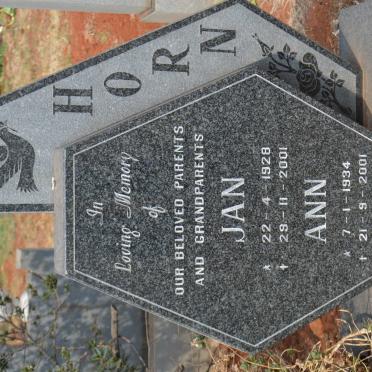 HORN
In
Loving Memory
of
OUR BELOVED PARENTS
AND GRANDPARENTS
JAN
* 22-4-1928
† 29-11-2001
ANN
* 7-1-1934
† 21-9-2001